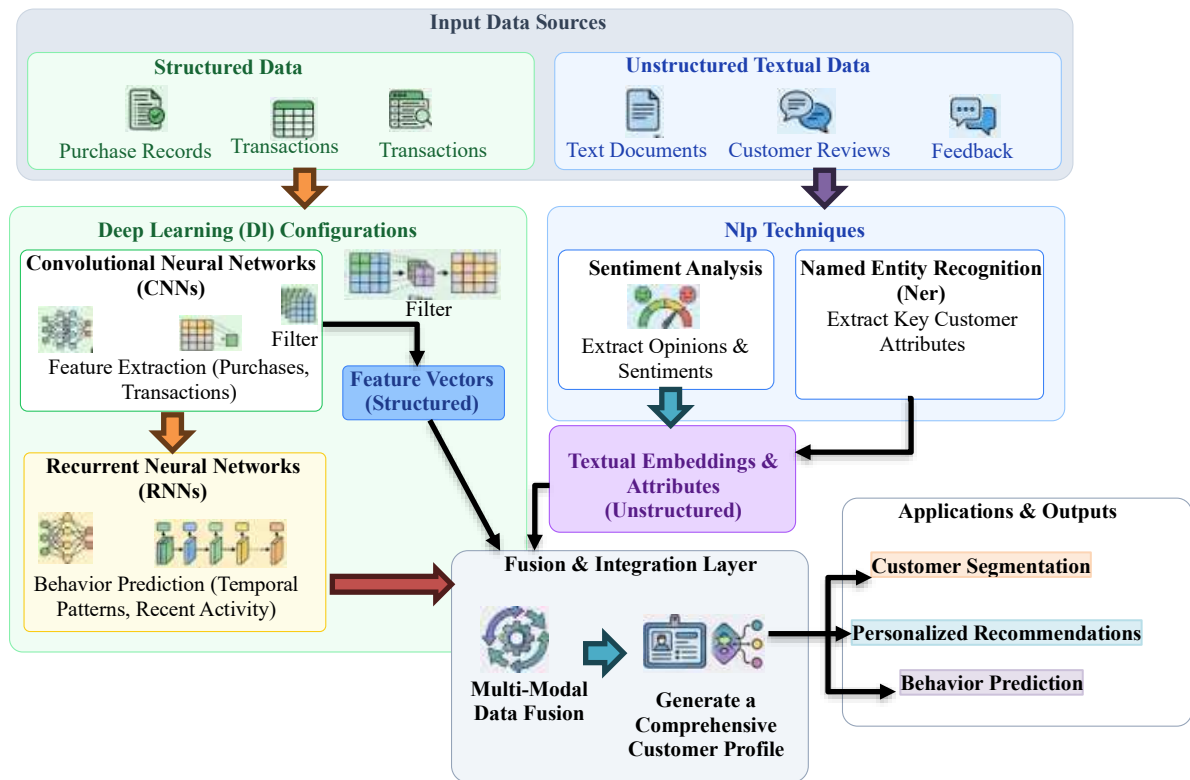 Input Data Sources
Structured Data
Purchase Records
Transactions
Transactions
Unstructured Textual Data
Text Documents
Customer Reviews
Feedback
Deep Learning (Dl) Configurations
Convolutional Neural Networks
(CNNs)
Filter
Feature Extraction (Purchases,
Transactions)
Filter
Feature Vectors
(Structured)
Recurrent Neural Networks
(RNNs)
Behavior Prediction (Temporal
Patterns, Recent Activity)
Nlp Techniques
Sentiment Analysis
Extract Opinions &
Sentiments
Named Entity Recognition
(Ner)
Extract Key Customer
Attributes
Textual Embeddings &
Attributes
(Unstructured)
Fusion & Integration Layer
Multi-Modal
Data Fusion
Generate a
Comprehensive
Customer Profile
Applications & Outputs
Customer Segmentation
Personalized Recommendations
Behavior Prediction